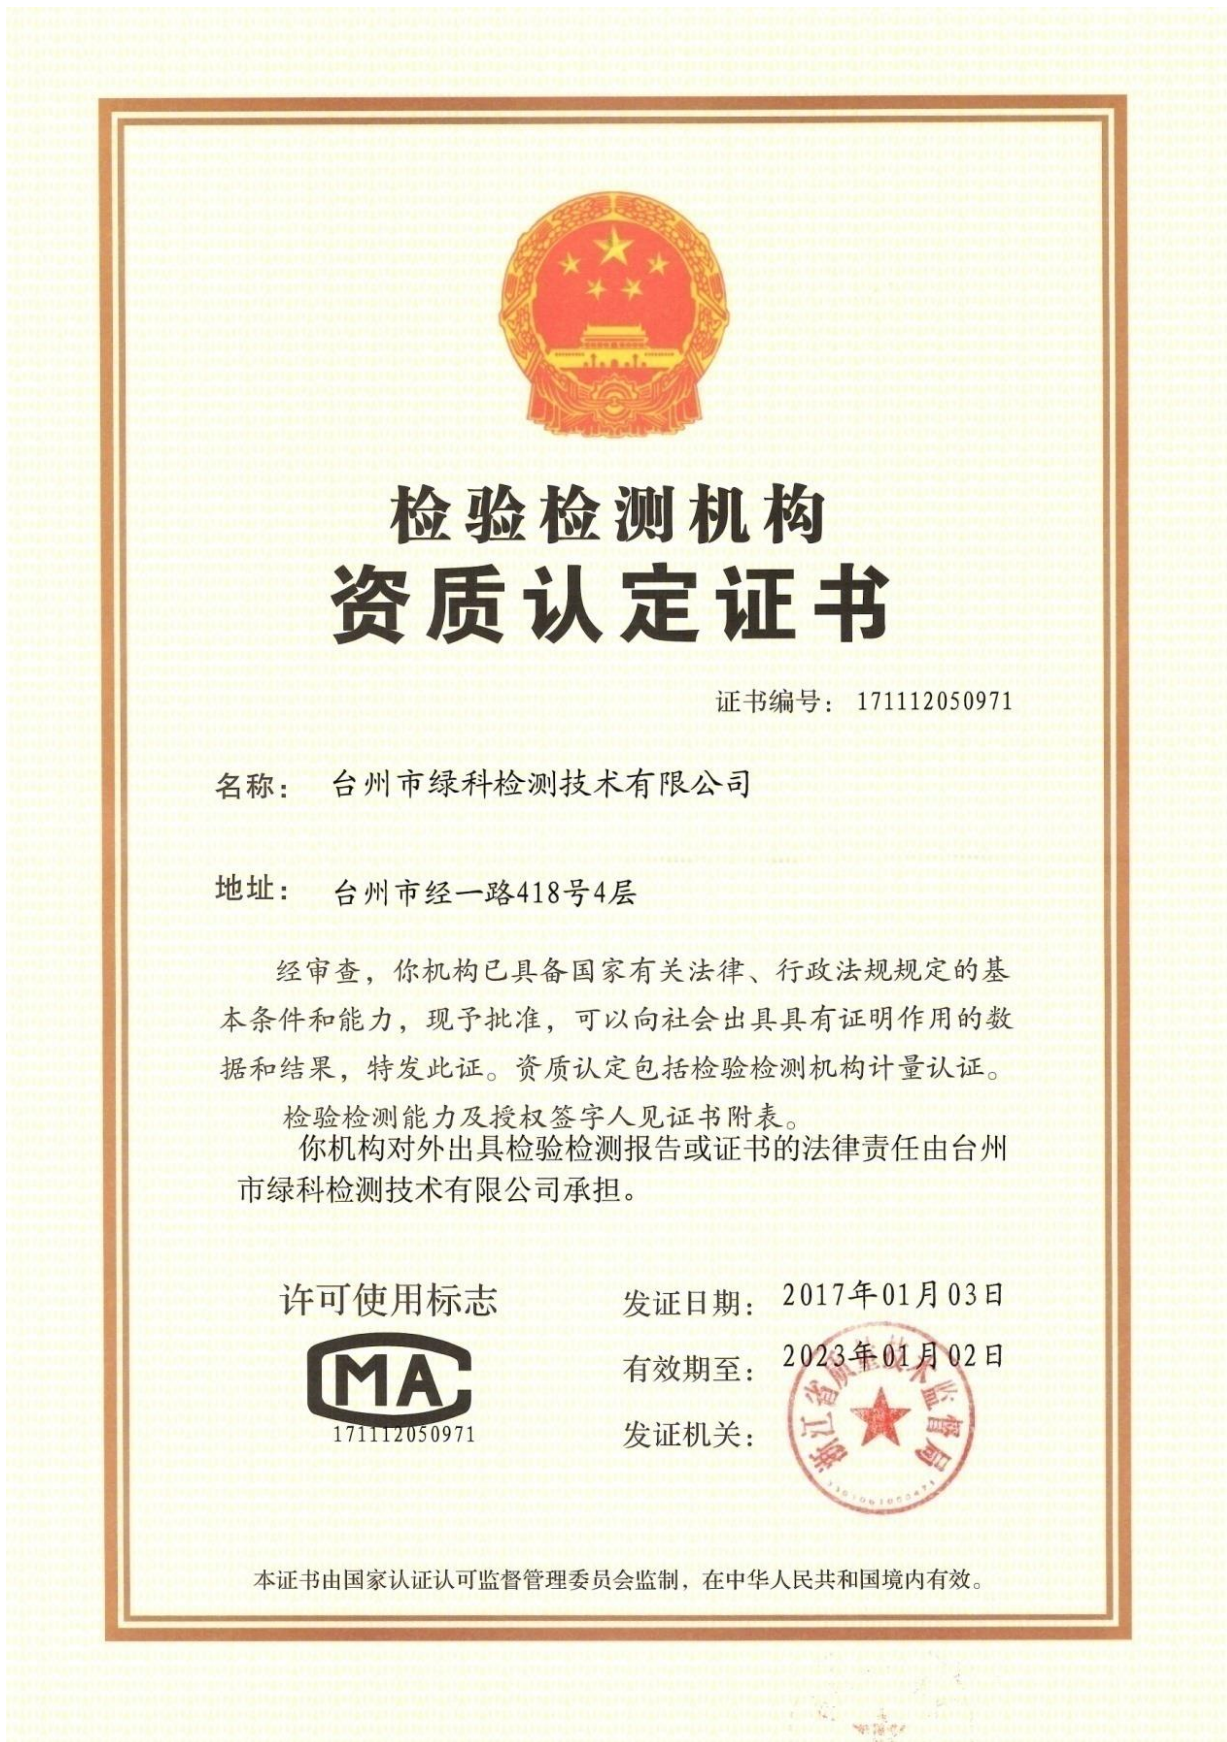 检验检测机构
资质认定证书
证书编号：171112050971
名称：台州市绿科检测技术有限公司
地址：台州市经一路418号4层
经审查，你机构已具备国家有关法律、行政法规规定的基
本条件和能力，现予批准，可以向社会出具具有证明作用的数
据和结果，特发此证。资质认定包括检验检测机构计量认证。
检验检测能力及授权签字人见证书附表。
你机构对外出具检验检测报告或证书的法律责任由台州
市绿科检测技术有限公司承担。
许可使用标志
MA
171112050971
发证日期：2017年01月03日
有效期至：2023年01月02日
发证机关：
浙江省质量技术监督局
本证书由国家认证认可监督管理委员会监制，在中华人民共和国境内有效。